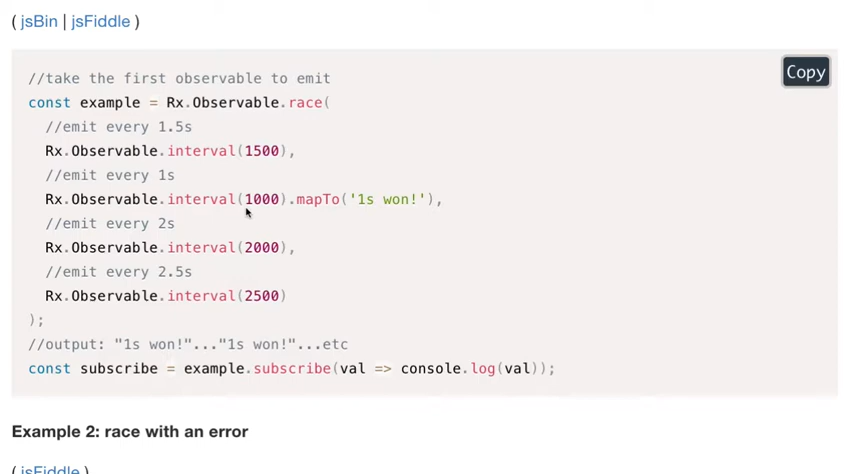 ( jsBin | jsFiddle )
Copy
//take the first observable to emit
const example = Rx.Observable.race(
//emit every 1.5s
Rx.Observable.interval(1500),
//emit every 1s
Rx.Observable.interval(1000).mapTo('1s won!'),
//emit every 2s
Rx.Observable.interval(2000),
//emit every 2.5s
Rx.Observable.interval(2500)
);
//output: "1s won!"..."1s won!"...etc
const subscribe = example.subscribe(val => console.log(val));
Example 2: race with an error
( jsFiddle )